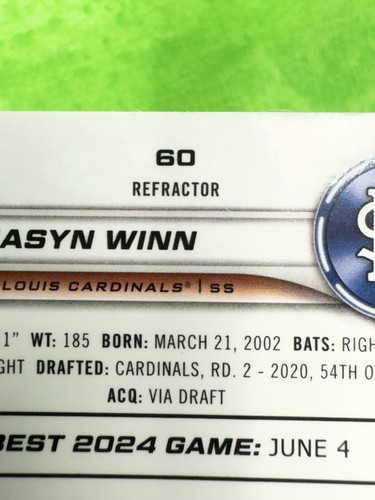 60
REFRACTOR
ASYN WINN
LOUIS CARDINALS® | SS
1" WT: 185 BORN: MARCH 21, 2002 BATS: RIGH
GHT DRAFTED: CARDINALS, RD. 2 - 2020, 54TH O
ACQ: VIA DRAFT
BEST 2024 GAME: JUNE 4